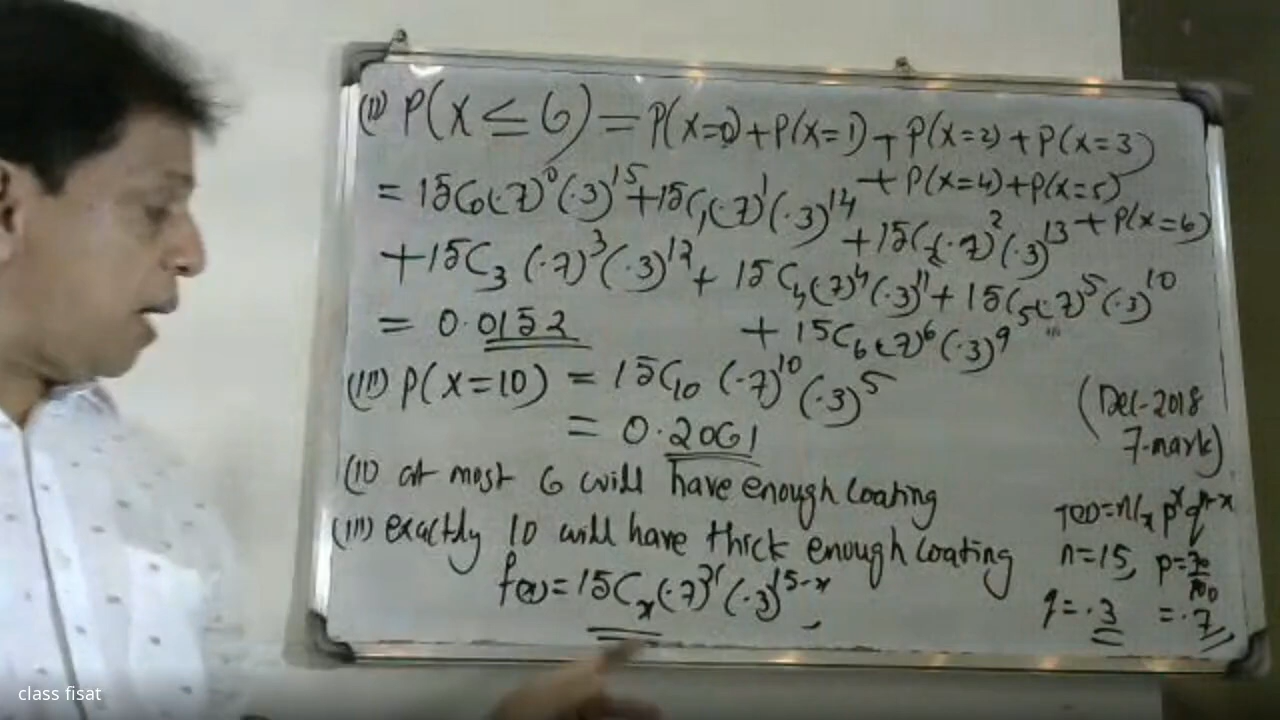 (II) P(X ≤ 6) = P(X=0) + P(X=1) + P(X=2) + P(X=3)
+ P(X=4) + P(X=5)
+ P(X=6)
= 15C0(.7)^0(.3)^15 + 15C1(.7)^1(.3)^14
+ 15C2(.7)^2(.3)^13
+ 15C3 (.7)^3(.3)^12 + 15C4(.7)^4(.3)^11 + 15C5(.7)^5(.3)^10
= 0.0152 + 15C6(.7)^6(.3)^9
(III) P(X=10) = 15C10 (.7)^10 (.3)^5
= 0.2061
(Dec-2018
7-mark)
(II) at most 6 will have enough coating
(III) exactly 10 will have thick enough coating
f(x) = 15Cx(.7)^x(.3)^15-x
f(x) = nCx p^x q^n-x
n=15, p=70/100
q=.3 =.7
class fisat